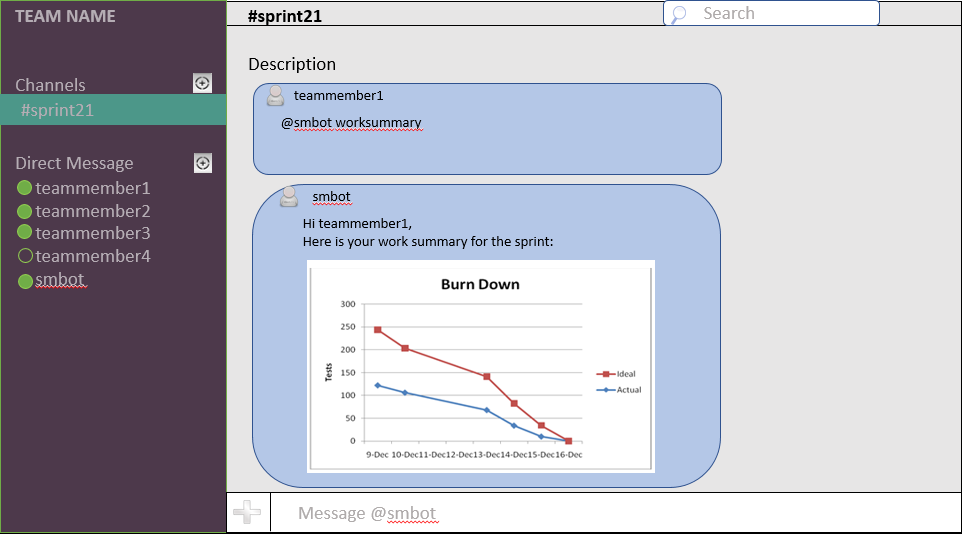 TEAM NAME
Channels
#sprint21
Direct Message
teammember1
teammember2
teammember3
teammember4
smbot
#sprint21
Search
Description
teammember1
@smbot worksummary
smbot
Hi teammember1,
Here is your work summary for the sprint:
Burn Down
300
250
200
150
100
50
0
Tests
9-Dec 10-Dec 11-Dec 12-Dec 13-Dec 14-Dec 15-Dec 16-Dec
Ideal
Actual
Message @smbot